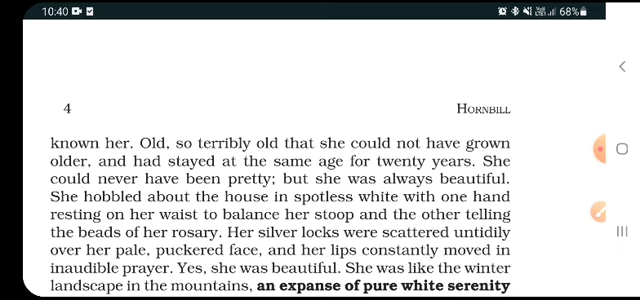 10:40 68%
4 HORNBILL
known her. Old, so terribly old that she could not have grown
older, and had stayed at the same age for twenty years. She
could never have been pretty; but she was always beautiful.
She hobbled about the house in spotless white with one hand
resting on her waist to balance her stoop and the other telling
the beads of her rosary. Her silver locks were scattered untidily
over her pale, puckered face, and her lips constantly moved in
inaudible prayer. Yes, she was beautiful. She was like the winter
landscape in the mountains, an expanse of pure white serenity